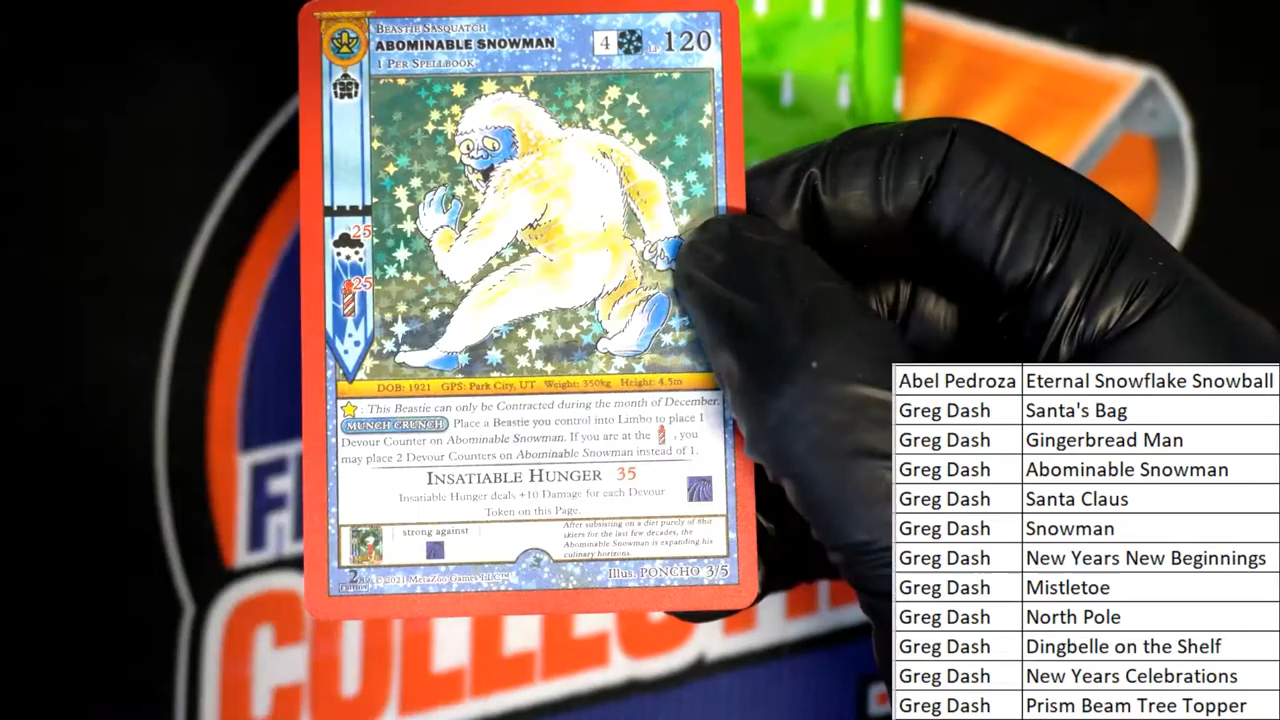 BEASTIE SASQUATCH
ABOMINABLE SNOWMAN
4 LP 120
1 PER SPELLBOOK
25
25
DOB: 1921 GPS: Park City, UT Weight: 350kg Height: 4.5m
: This Beastie can only be Contracted during the month of December.
MUNCH CRUNCH Place a Beastie you control into Limbo to place 1
Devour Counter on Abominable Snowman. If you are at the , you
may place 2 Devour Counters on Abominable Snowman instead of 1.
INSATIABLE HUNGER 35
Insatiable Hunger deals +10 Damage for each Devour
Token on this Page.
strong against
After subsisting on a diet purely of 8bit
skiers for the last few decades, the
Abominable Snowman is expanding his
culinary horizons.
2ND EDITION ©2021 MetaZoo Games LLC™
Illus. PONCHO 3/5
COLLECT
Abel Pedroza Eternal Snowflake Snowball
Greg Dash Santa's Bag
Greg Dash Gingerbread Man
Greg Dash Abominable Snowman
Greg Dash Santa Claus
Greg Dash Snowman
Greg Dash New Years New Beginnings
Greg Dash Mistletoe
Greg Dash North Pole
Greg Dash Dingbelle on the Shelf
Greg Dash New Years Celebrations
Greg Dash Prism Beam Tree Topper